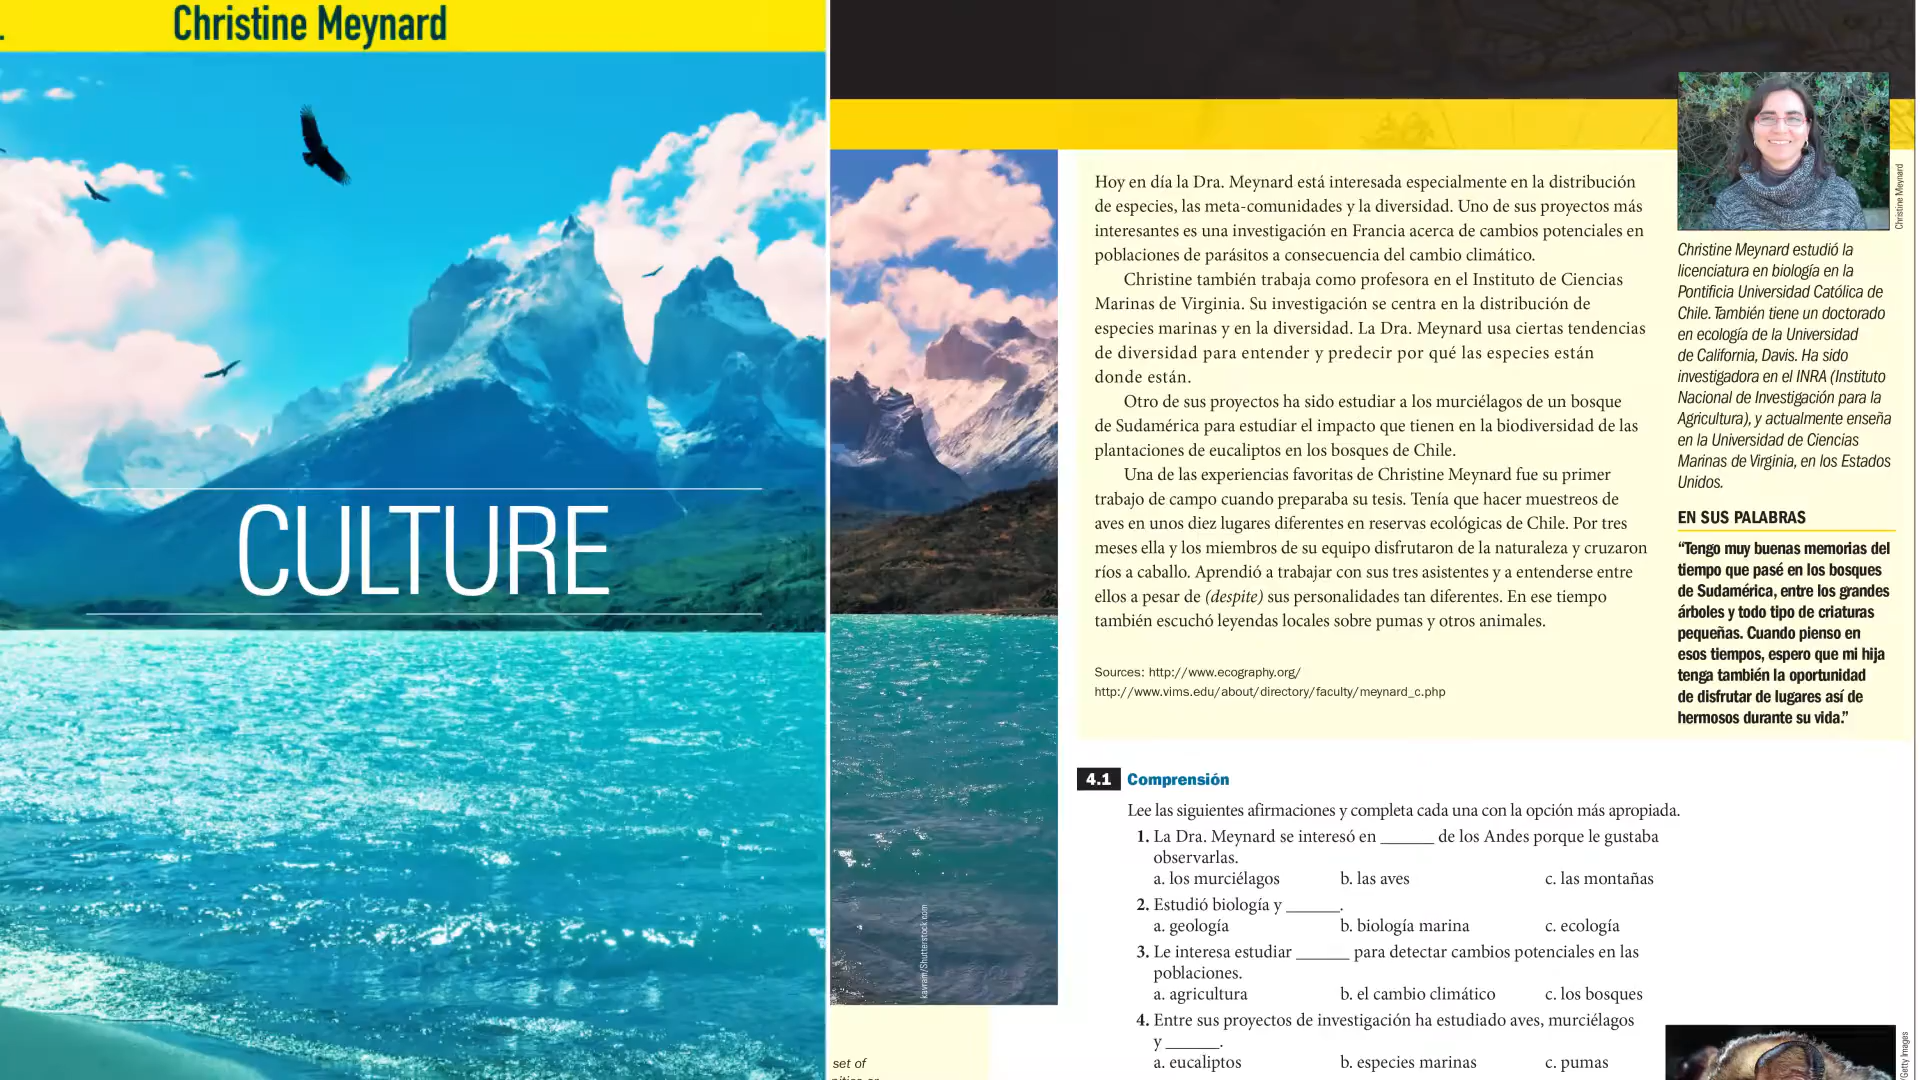 Christine Meynard
CULTURE
kavram/Shutterstock.com
set of
Hoy en día la Dra. Meynard está interesada especialmente en la distribución
de especies, las meta-comunidades y la diversidad. Uno de sus proyectos más
interesantes es una investigación en Francia acerca de cambios potenciales en
poblaciones de parásitos a consecuencia del cambio climático.
Christine también trabaja como profesora en el Instituto de Ciencias
Marinas de Virginia. Su investigación se centra en la distribución de
especies marinas y en la diversidad. La Dra. Meynard usa ciertas tendencias
de diversidad para entender y predecir por qué las especies están
donde están.
Otro de sus proyectos ha sido estudiar a los murciélagos de un bosque
de Sudamérica para estudiar el impacto que tienen en la biodiversidad de las
plantaciones de eucaliptos en los bosques de Chile.
Una de las experiencias favoritas de Christine Meynard fue su primer
trabajo de campo cuando preparaba su tesis. Tenía que hacer muestreos de
aves en unos diez lugares diferentes en reservas ecológicas de Chile. Por tres
meses ella y los miembros de su equipo disfrutaron de la naturaleza y cruzaron
ríos a caballo. Aprendió a trabajar con sus tres asistentes y a entenderse entre
ellos a pesar de (despite) sus personalidades tan diferentes. En ese tiempo
también escuchó leyendas locales sobre pumas y otros animales.
Sources: http://www.ecography.org/
http://www.vims.edu/about/directory/faculty/meynard_c.php
Christine Meynard
Christine Meynard estudió la
licenciatura en biología en la
Pontificia Universidad Católica de
Chile. También tiene un doctorado
en ecología de la Universidad
de California, Davis. Ha sido
investigadora en el INRA (Instituto
Nacional de Investigación para la
Agricultura), y actualmente enseña
en la Universidad de Ciencias
Marinas de Virginia, en los Estados
Unidos.
EN SUS PALABRAS
“Tengo muy buenas memorias del
tiempo que pasé en los bosques
de Sudamérica, entre los grandes
árboles y todo tipo de criaturas
pequeñas. Cuando pienso en
esos tiempos, espero que mi hija
tenga también la oportunidad
de disfrutar de lugares así de
hermosos durante su vida.”
4.1 Comprensión
Lee las siguientes afirmaciones y completa cada una con la opción más apropiada.
1. La Dra. Meynard se interesó en ______ de los Andes porque le gustaba
observarlas.
a. los murciélagos b. las aves c. las montañas
2. Estudió biología y ______.
a. geología b. biología marina c. ecología
3. Le interesa estudiar ______ para detectar cambios potenciales en las
poblaciones.
a. agricultura b. el cambio climático c. los bosques
4. Entre sus proyectos de investigación ha estudiado aves, murciélagos
y ______.
a. eucaliptos b. especies marinas c. pumas
/Getty Images